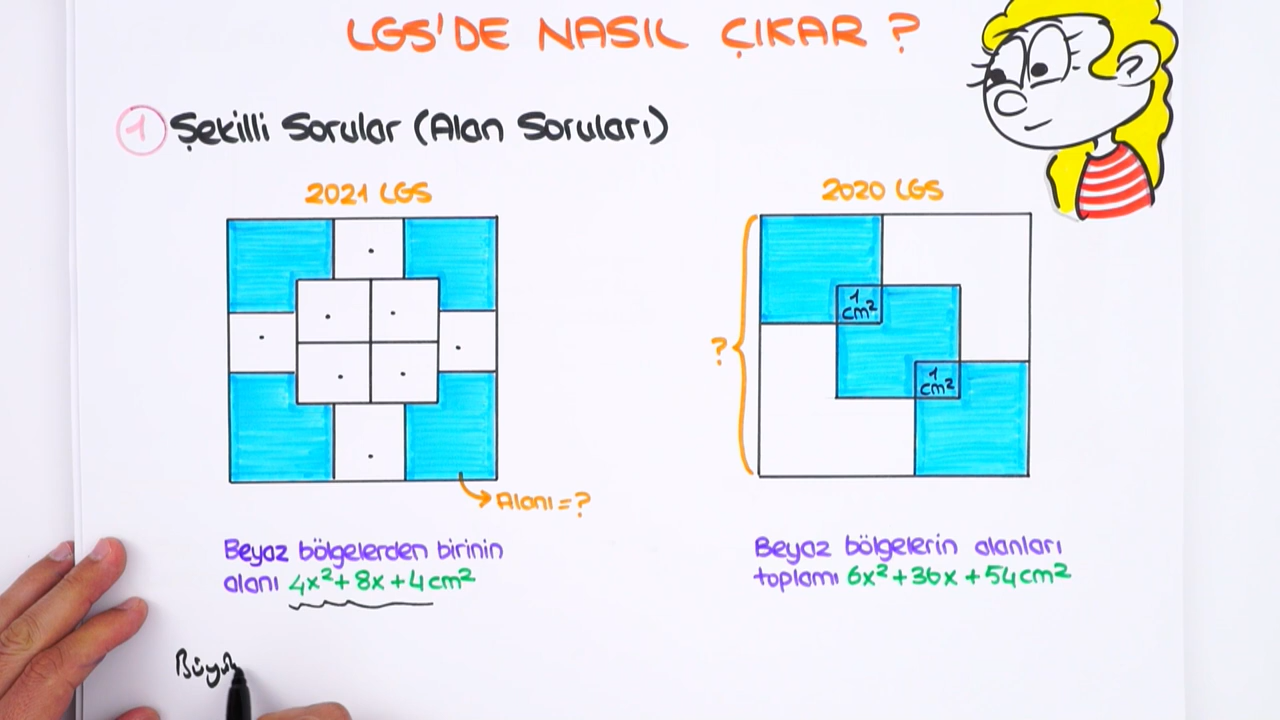 LGS'DE NASIL ÇIKAR ?
1 Şekilli Sorular (Alan Soruları)
2021 LGS
Alanı = ?
Beyaz bölgelerden birinin
alanı 4x² + 8x + 4 cm²
2020 LGS
1
cm²
?
1
cm²
Beyaz bölgelerin alanları
toplamı 6x² + 36x + 54 cm²